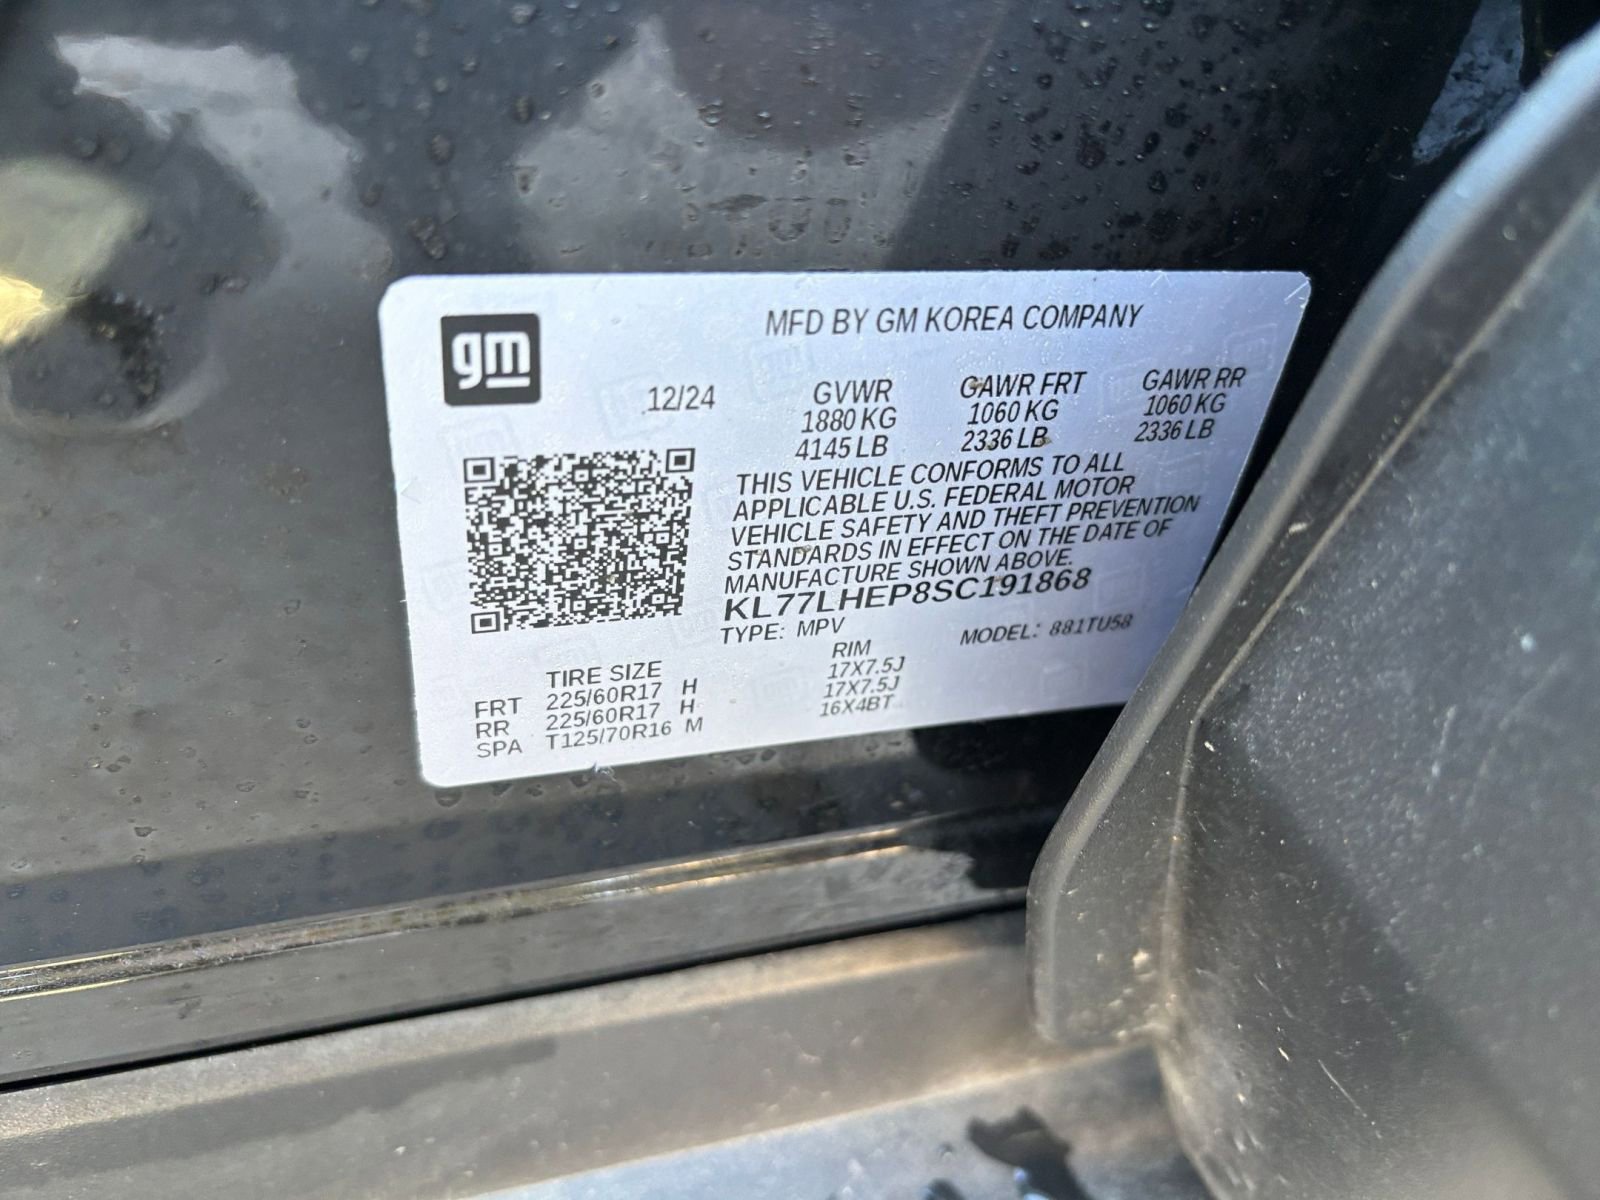 gm
MFD BY GM KOREA COMPANY
12/24 GVWR GAWR FRT GAWR RR
1880 KG 1060 KG 1060 KG
4145 LB 2336 LB 2336 LB
THIS VEHICLE CONFORMS TO ALL
APPLICABLE U.S. FEDERAL MOTOR
VEHICLE SAFETY AND THEFT PREVENTION
STANDARDS IN EFFECT ON THE DATE OF
MANUFACTURE SHOWN ABOVE.
KL77LHEP8SC191868
TYPE: MPV MODEL: 881TU58
TIRE SIZE RIM
FRT 225/60R17 H 17X7.5J
RR 225/60R17 H 17X7.5J
SPA T125/70R16 M 16X4BT